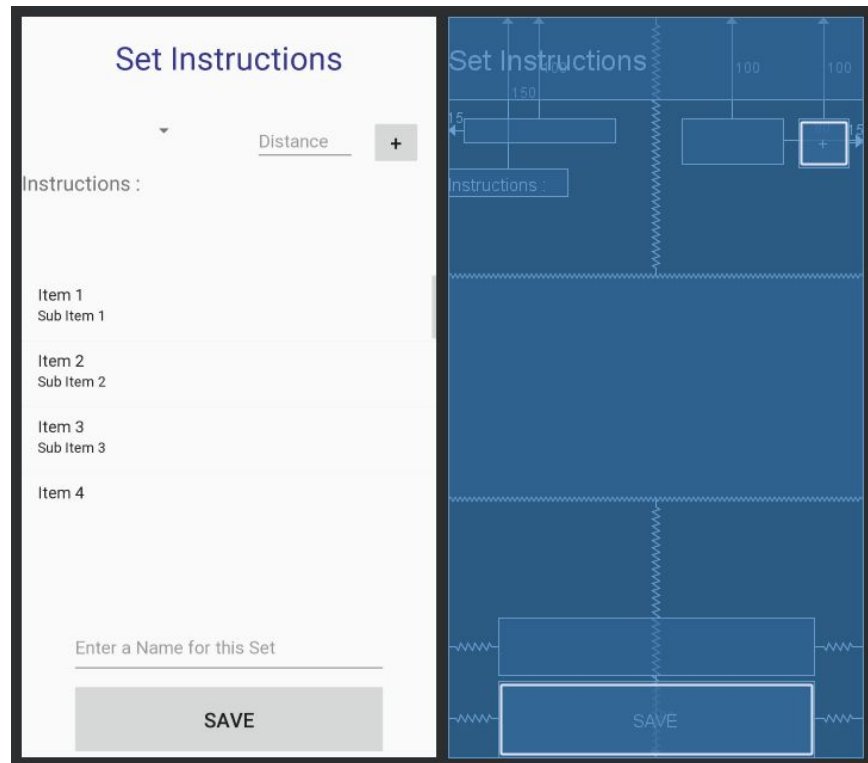 Set Instructions
Distance
+
Instructions :
Item 1
Sub Item 1
Item 2
Sub Item 2
Item 3
Sub Item 3
Item 4
Enter a Name for this Set
SAVE
Set Instructions
100
100
100
150
15
15
+
Instructions :
SAVE